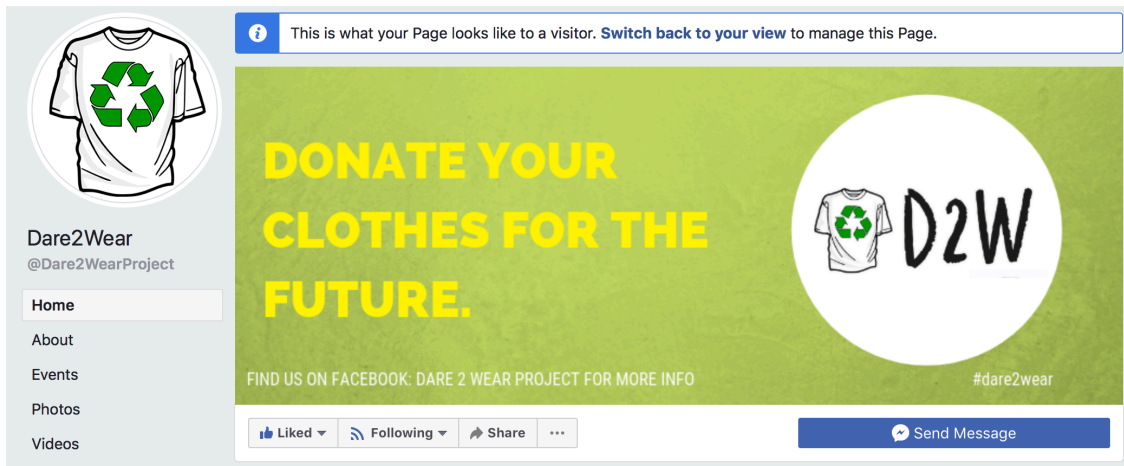 This is what your Page looks like to a visitor. Switch back to your view to manage this Page.
DONATE YOUR
CLOTHES FOR THE
FUTURE.
D2W
FIND US ON FACEBOOK: DARE 2 WEAR PROJECT FOR MORE INFO
#dare2wear
Dare2Wear
@Dare2WearProject
Home
About
Events
Photos
Videos
Liked
Following
Share
Send Message